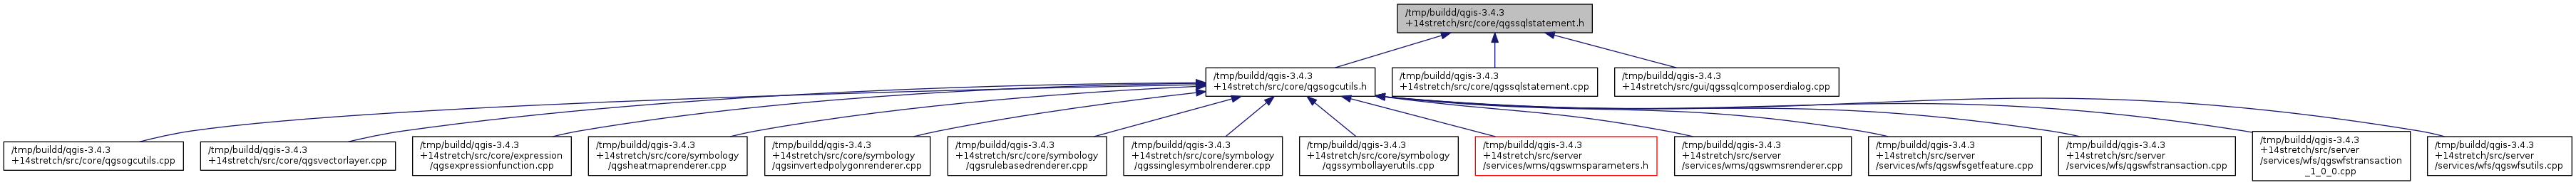 /tmp/buildd/qgis-3.4.3
+14stretch/src/core/qgssqlstatement.h
/tmp/buildd/qgis-3.4.3
+14stretch/src/core/qgsogcutils.h
/tmp/buildd/qgis-3.4.3
+14stretch/src/core/qgssqlstatement.cpp
/tmp/buildd/qgis-3.4.3
+14stretch/src/gui/qgssqlcomposerdialog.cpp
/tmp/buildd/qgis-3.4.3
+14stretch/src/core/qgsogcutils.cpp
/tmp/buildd/qgis-3.4.3
+14stretch/src/core/qgsvectorlayer.cpp
/tmp/buildd/qgis-3.4.3
+14stretch/src/core/expression
/qgsexpressionfunction.cpp
/tmp/buildd/qgis-3.4.3
+14stretch/src/core/symbology
/qgsheatmaprenderer.cpp
/tmp/buildd/qgis-3.4.3
+14stretch/src/core/symbology
/qgsinvertedpolygonrenderer.cpp
/tmp/buildd/qgis-3.4.3
+14stretch/src/core/symbology
/qgsrulebasedrenderer.cpp
/tmp/buildd/qgis-3.4.3
+14stretch/src/core/symbology
/qgssinglesymbolrenderer.cpp
/tmp/buildd/qgis-3.4.3
+14stretch/src/core/symbology
/qgssymbollayerutils.cpp
/tmp/buildd/qgis-3.4.3
+14stretch/src/server
/services/wms/qgswmsparameters.h
/tmp/buildd/qgis-3.4.3
+14stretch/src/server
/services/wms/qgswmsrenderer.cpp
/tmp/buildd/qgis-3.4.3
+14stretch/src/server
/services/wfs/qgswfsgetfeature.cpp
/tmp/buildd/qgis-3.4.3
+14stretch/src/server
/services/wfs/qgswfstransaction.cpp
/tmp/buildd/qgis-3.4.3
+14stretch/src/server
/services/wfs/qgswfstransaction
_1_0_0.cpp
/tmp/buildd/qgis-3.4.3
+14stretch/src/server
/services/wfs/qgswfsutils.cpp